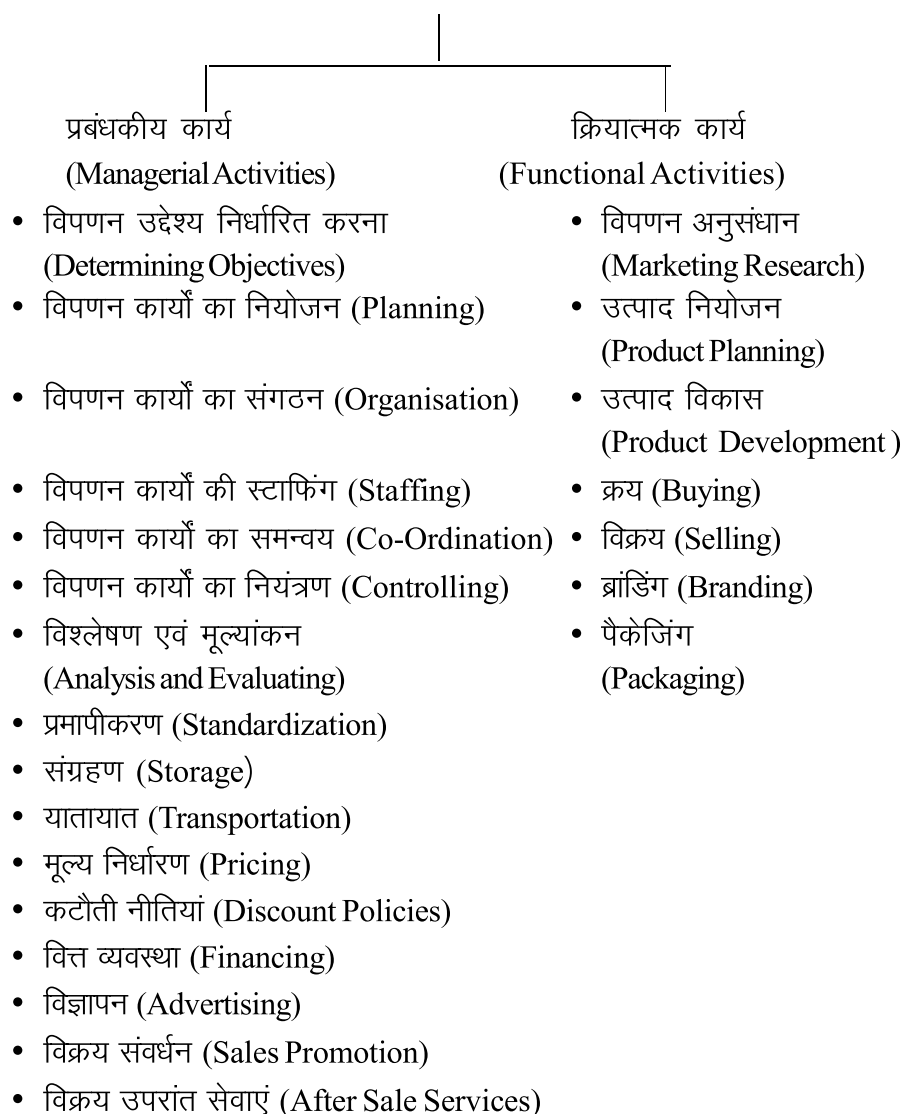 प्रबंधकीय कार्य
(Managerial Activities)
• विपणन उद्देश्य निर्धारित करना
(Determining Objectives)
• विपणन कार्यों का नियोजन (Planning)
• विपणन कार्यों का संगठन (Organisation)
• विपणन कार्यों की स्टाफिंग (Staffing)
• विपणन कार्यों का समन्वय (Co-Ordination)
• विपणन कार्यों का नियंत्रण (Controlling)
• विश्लेषण एवं मूल्यांकन
(Analysis and Evaluating)
• प्रमापीकरण (Standardization)
• संग्रहण (Storage)
• यातायात (Transportation)
• मूल्य निर्धारण (Pricing)
• कटौती नीतियां (Discount Policies)
• वित्त व्यवस्था (Financing)
• विज्ञापन (Advertising)
• विक्रय संवर्धन (Sales Promotion)
• विक्रय उपरांत सेवाएं (After Sale Services)
क्रियात्मक कार्य
(Functional Activities)
• विपणन अनुसंधान
(Marketing Research)
• उत्पाद नियोजन
(Product Planning)
• उत्पाद विकास
(Product Development)
• क्रय (Buying)
• विक्रय (Selling)
• ब्रांडिंग (Branding)
• पैकेजिंग
(Packaging)